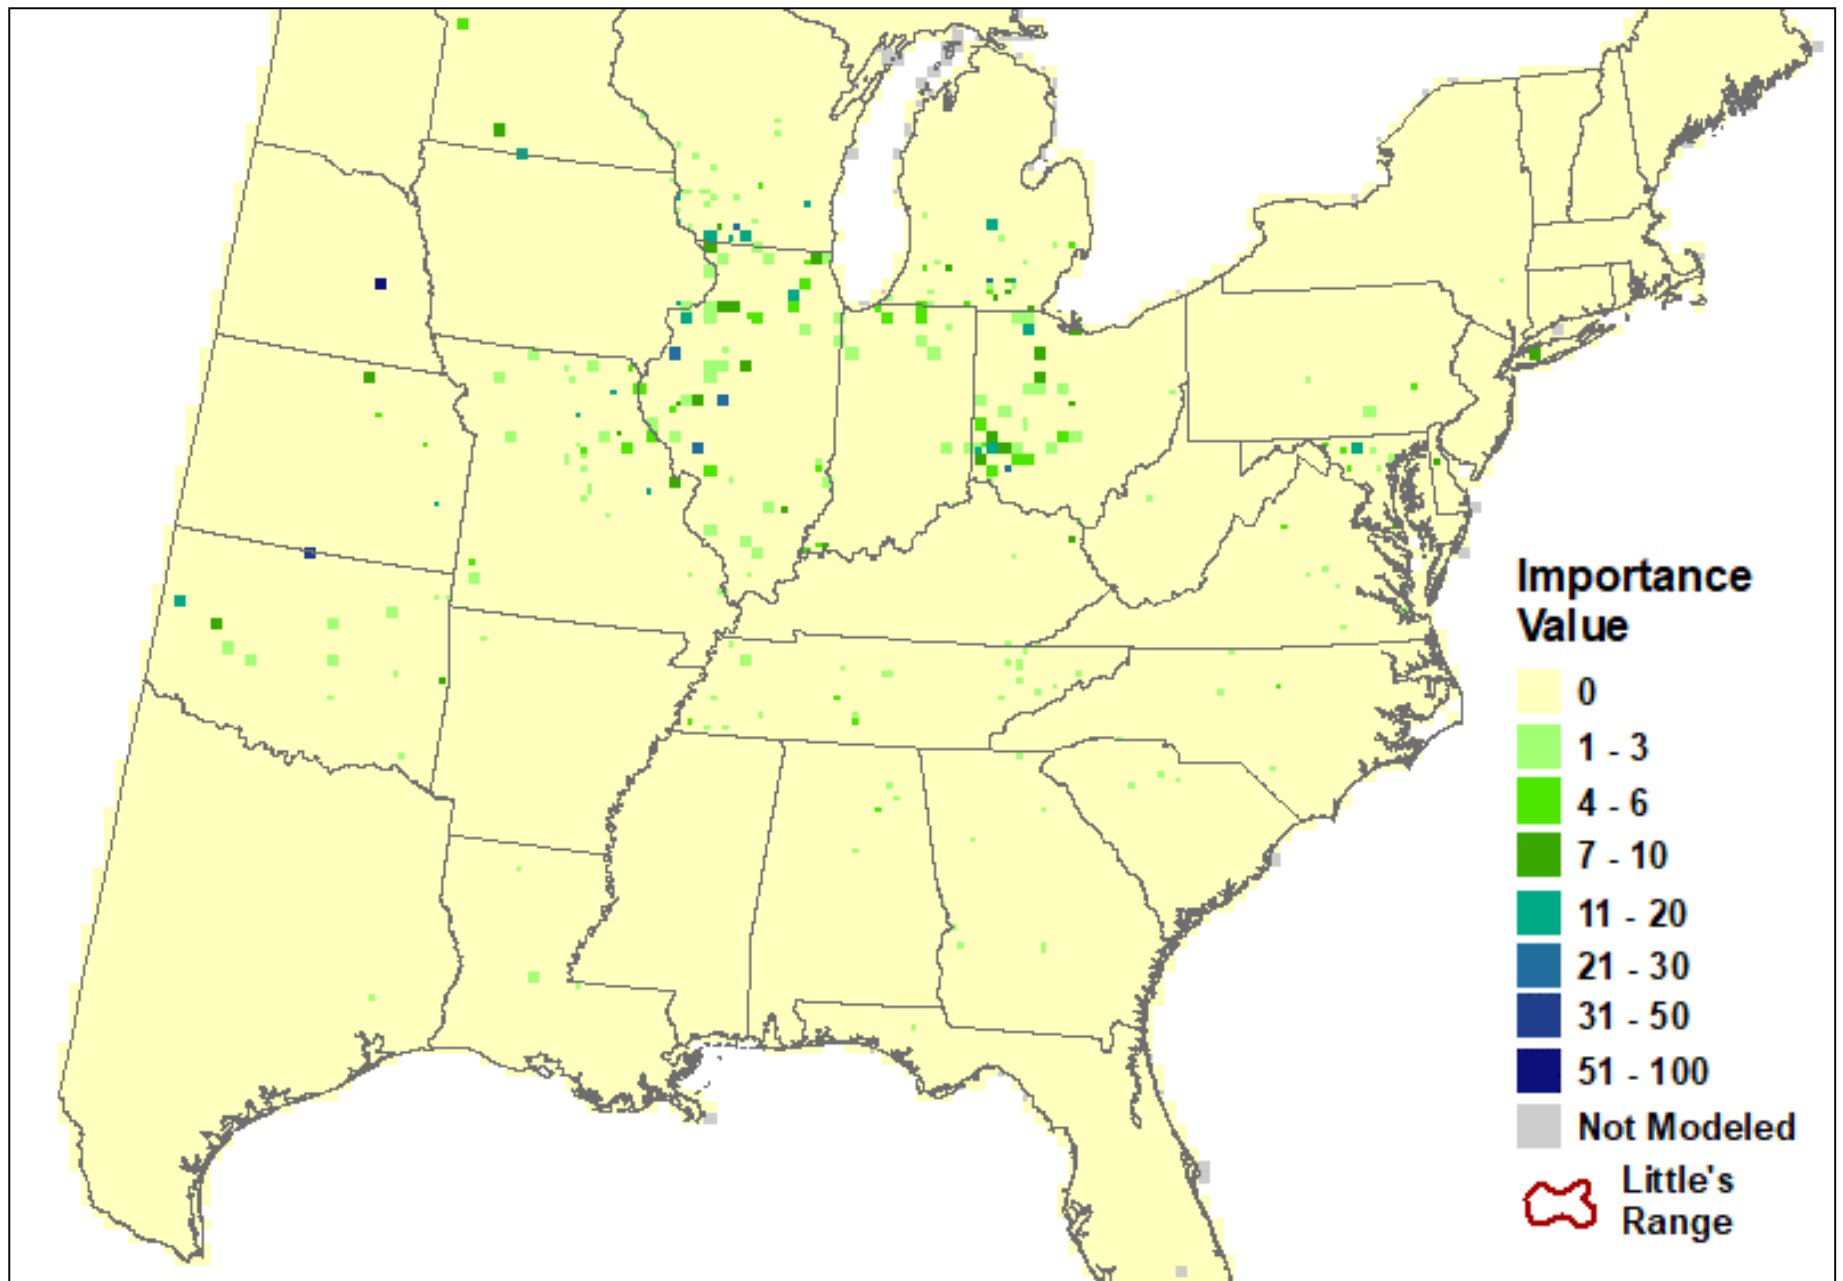 Importance
Value
0
1 - 3
4 - 6
7 - 10
11 - 20
21 - 30
31 - 50
51 - 100
Not Modeled
Little's
Range